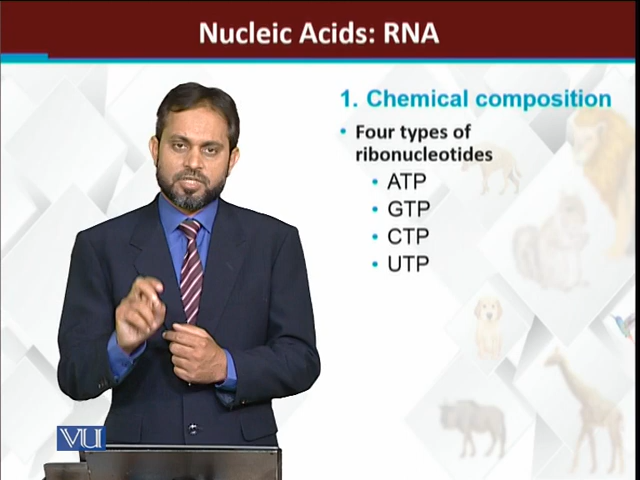 Nucleic Acids: RNA
1. Chemical composition
• Four types of
ribonucleotides
• ATP
• GTP
• CTP
• UTP
VU